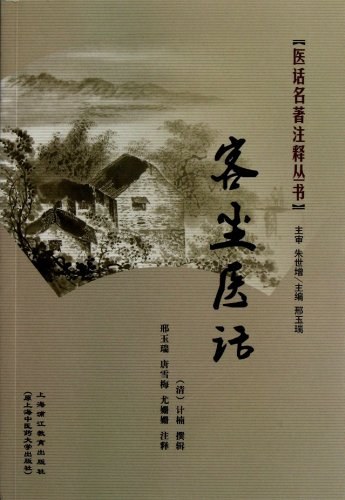 【医话名著注释丛书】
主审 朱世增/主编 邢玉瑞
客尘医话
(清)计楠 撰辑
邢玉瑞 唐雪梅 尤姗姗 注释
上海浦江教育出版社
(原上海中医药大学出版社)